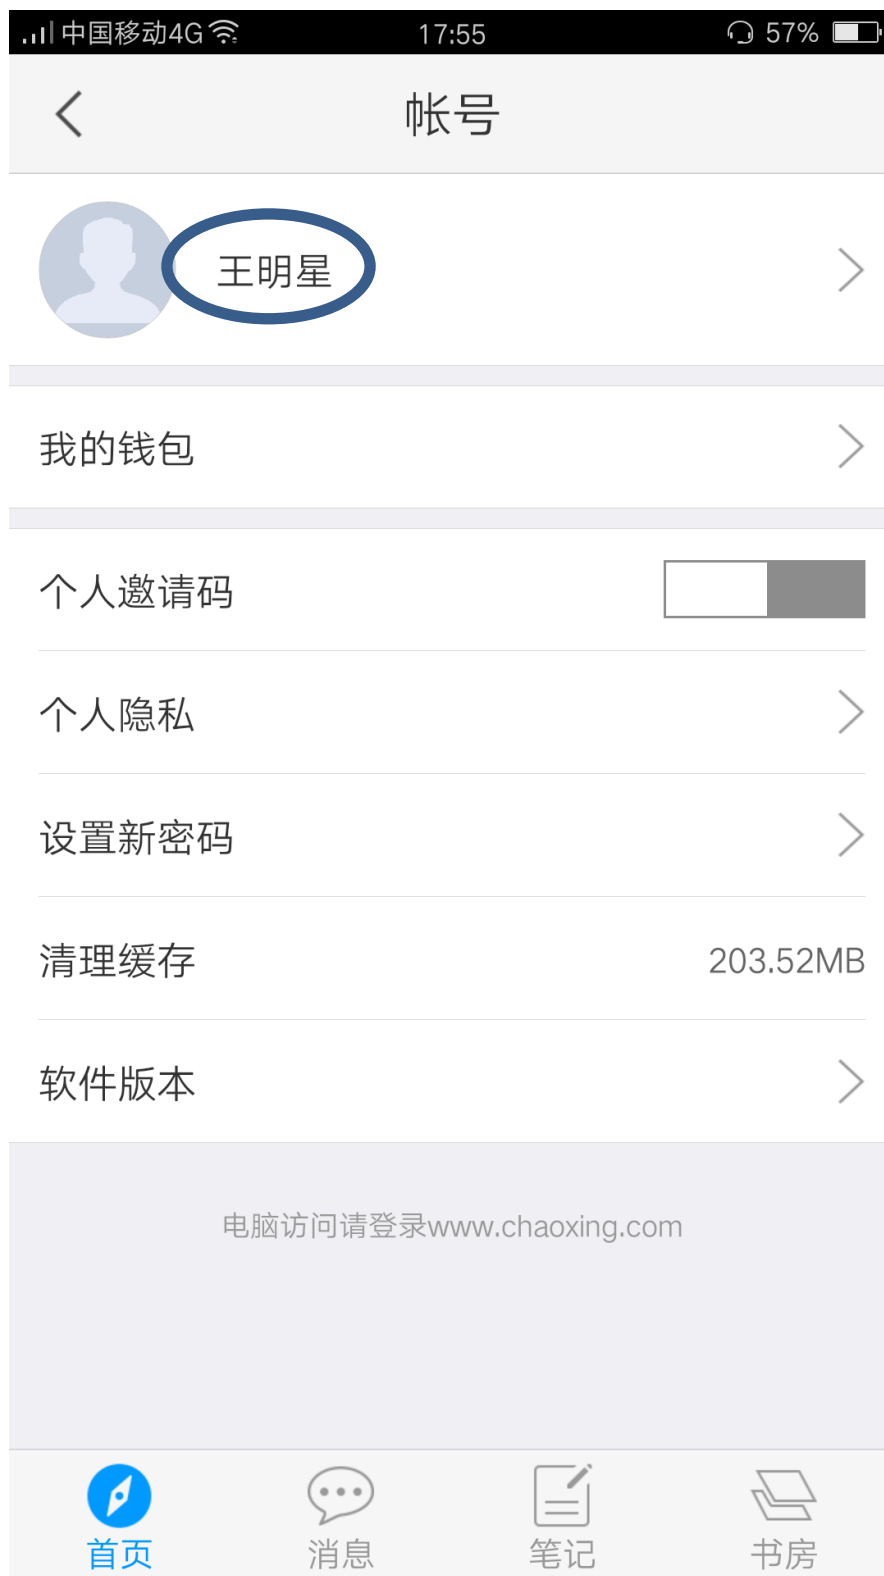 中国移动4G 17:55 57%
帐号
王明星
我的钱包
个人邀请码
个人隐私
设置新密码
清理缓存 203.52MB
软件版本
电脑访问请登录www.chaoxing.com
首页 消息 笔记 书房